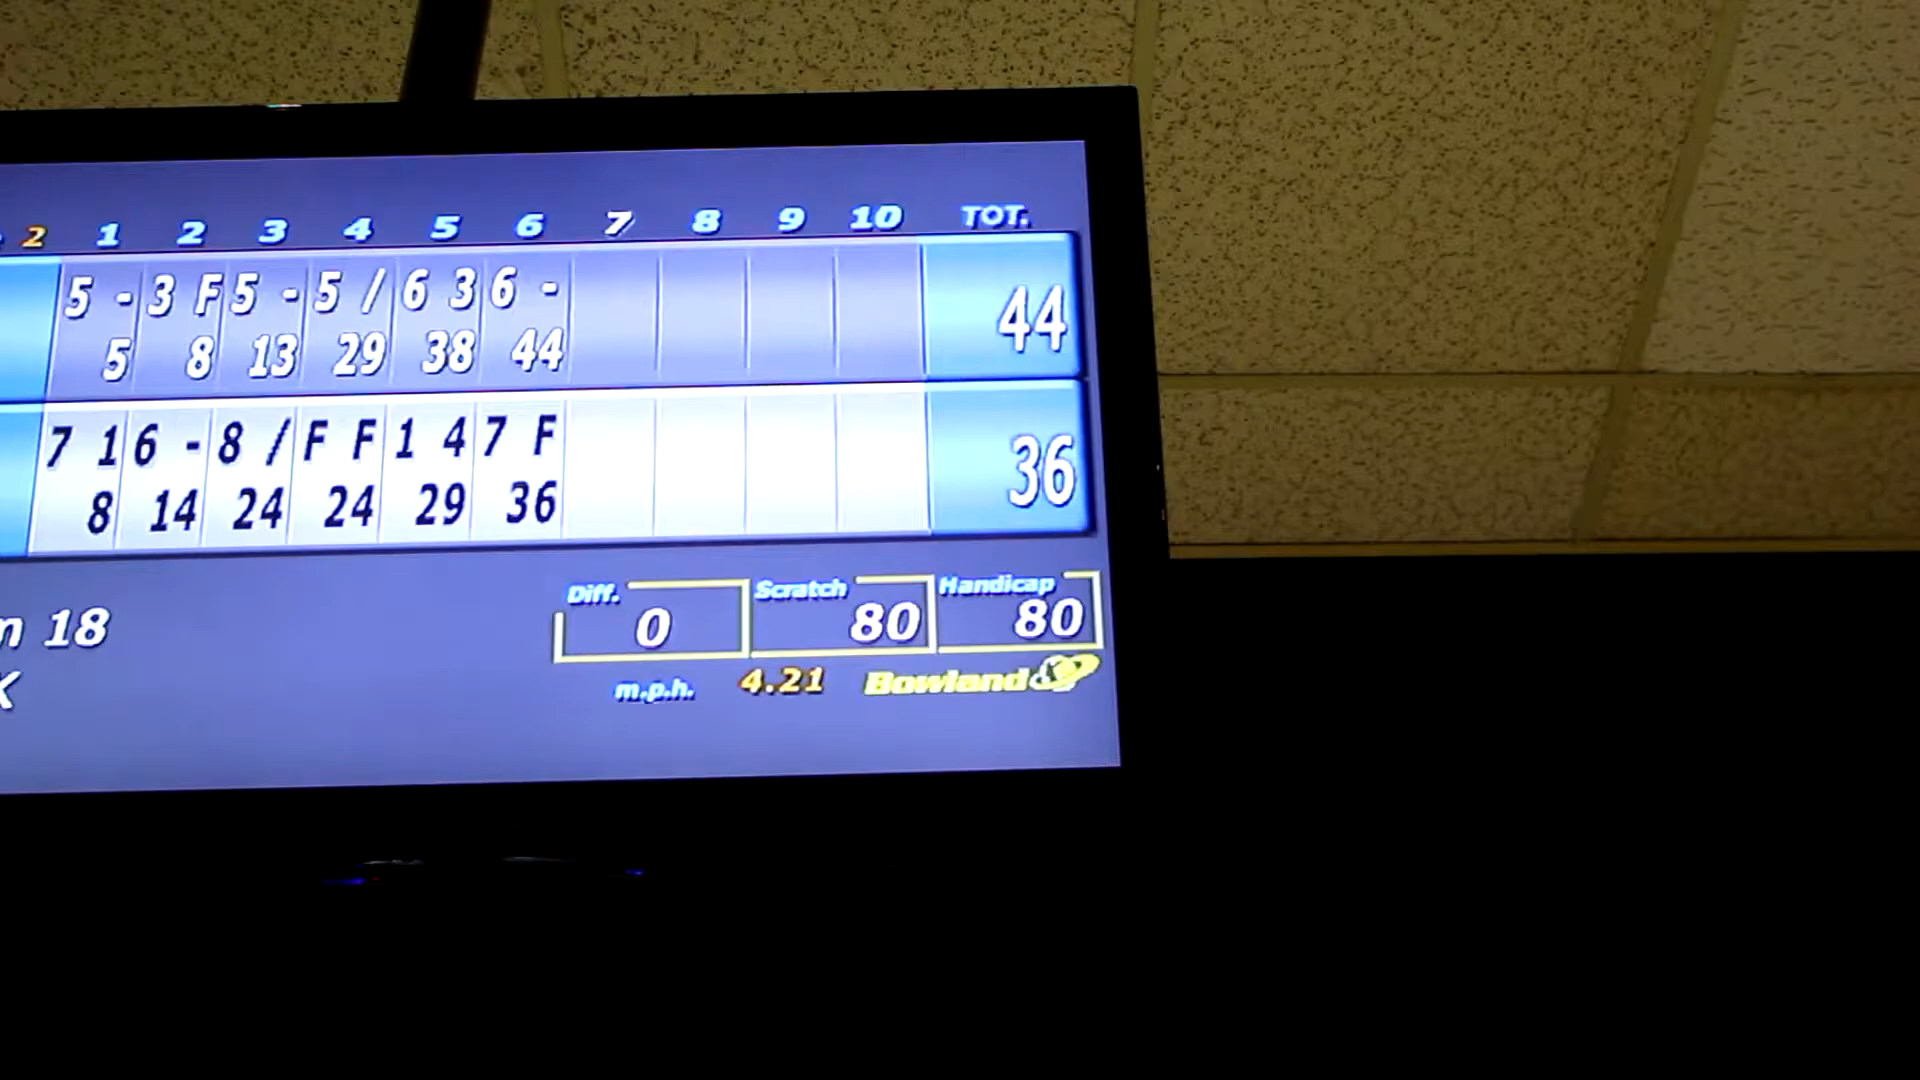 2 1 2 3 4 5 6 7 8 9 10 TOT.
5 - 3 F 5 - 5 / 6 3 6 -
5 8 13 29 38 44 44
7 1 6 - 8 / F F 1 4 7 F
8 14 24 24 29 36 36
Diff. Scratch Handicap
18 0 80 80
m.p.h. 4.21 Bowland